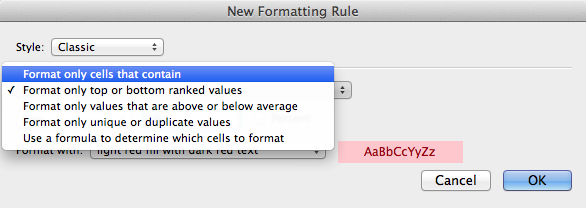 New Formatting Rule
Style: Classic
Format only cells that contain
✓ Format only top or bottom ranked values
Format only values that are above or below average
Format only unique or duplicate values
Use a formula to determine which cells to format
Format with: light red fill with dark red text AaBbCcYyZz
Cancel OK